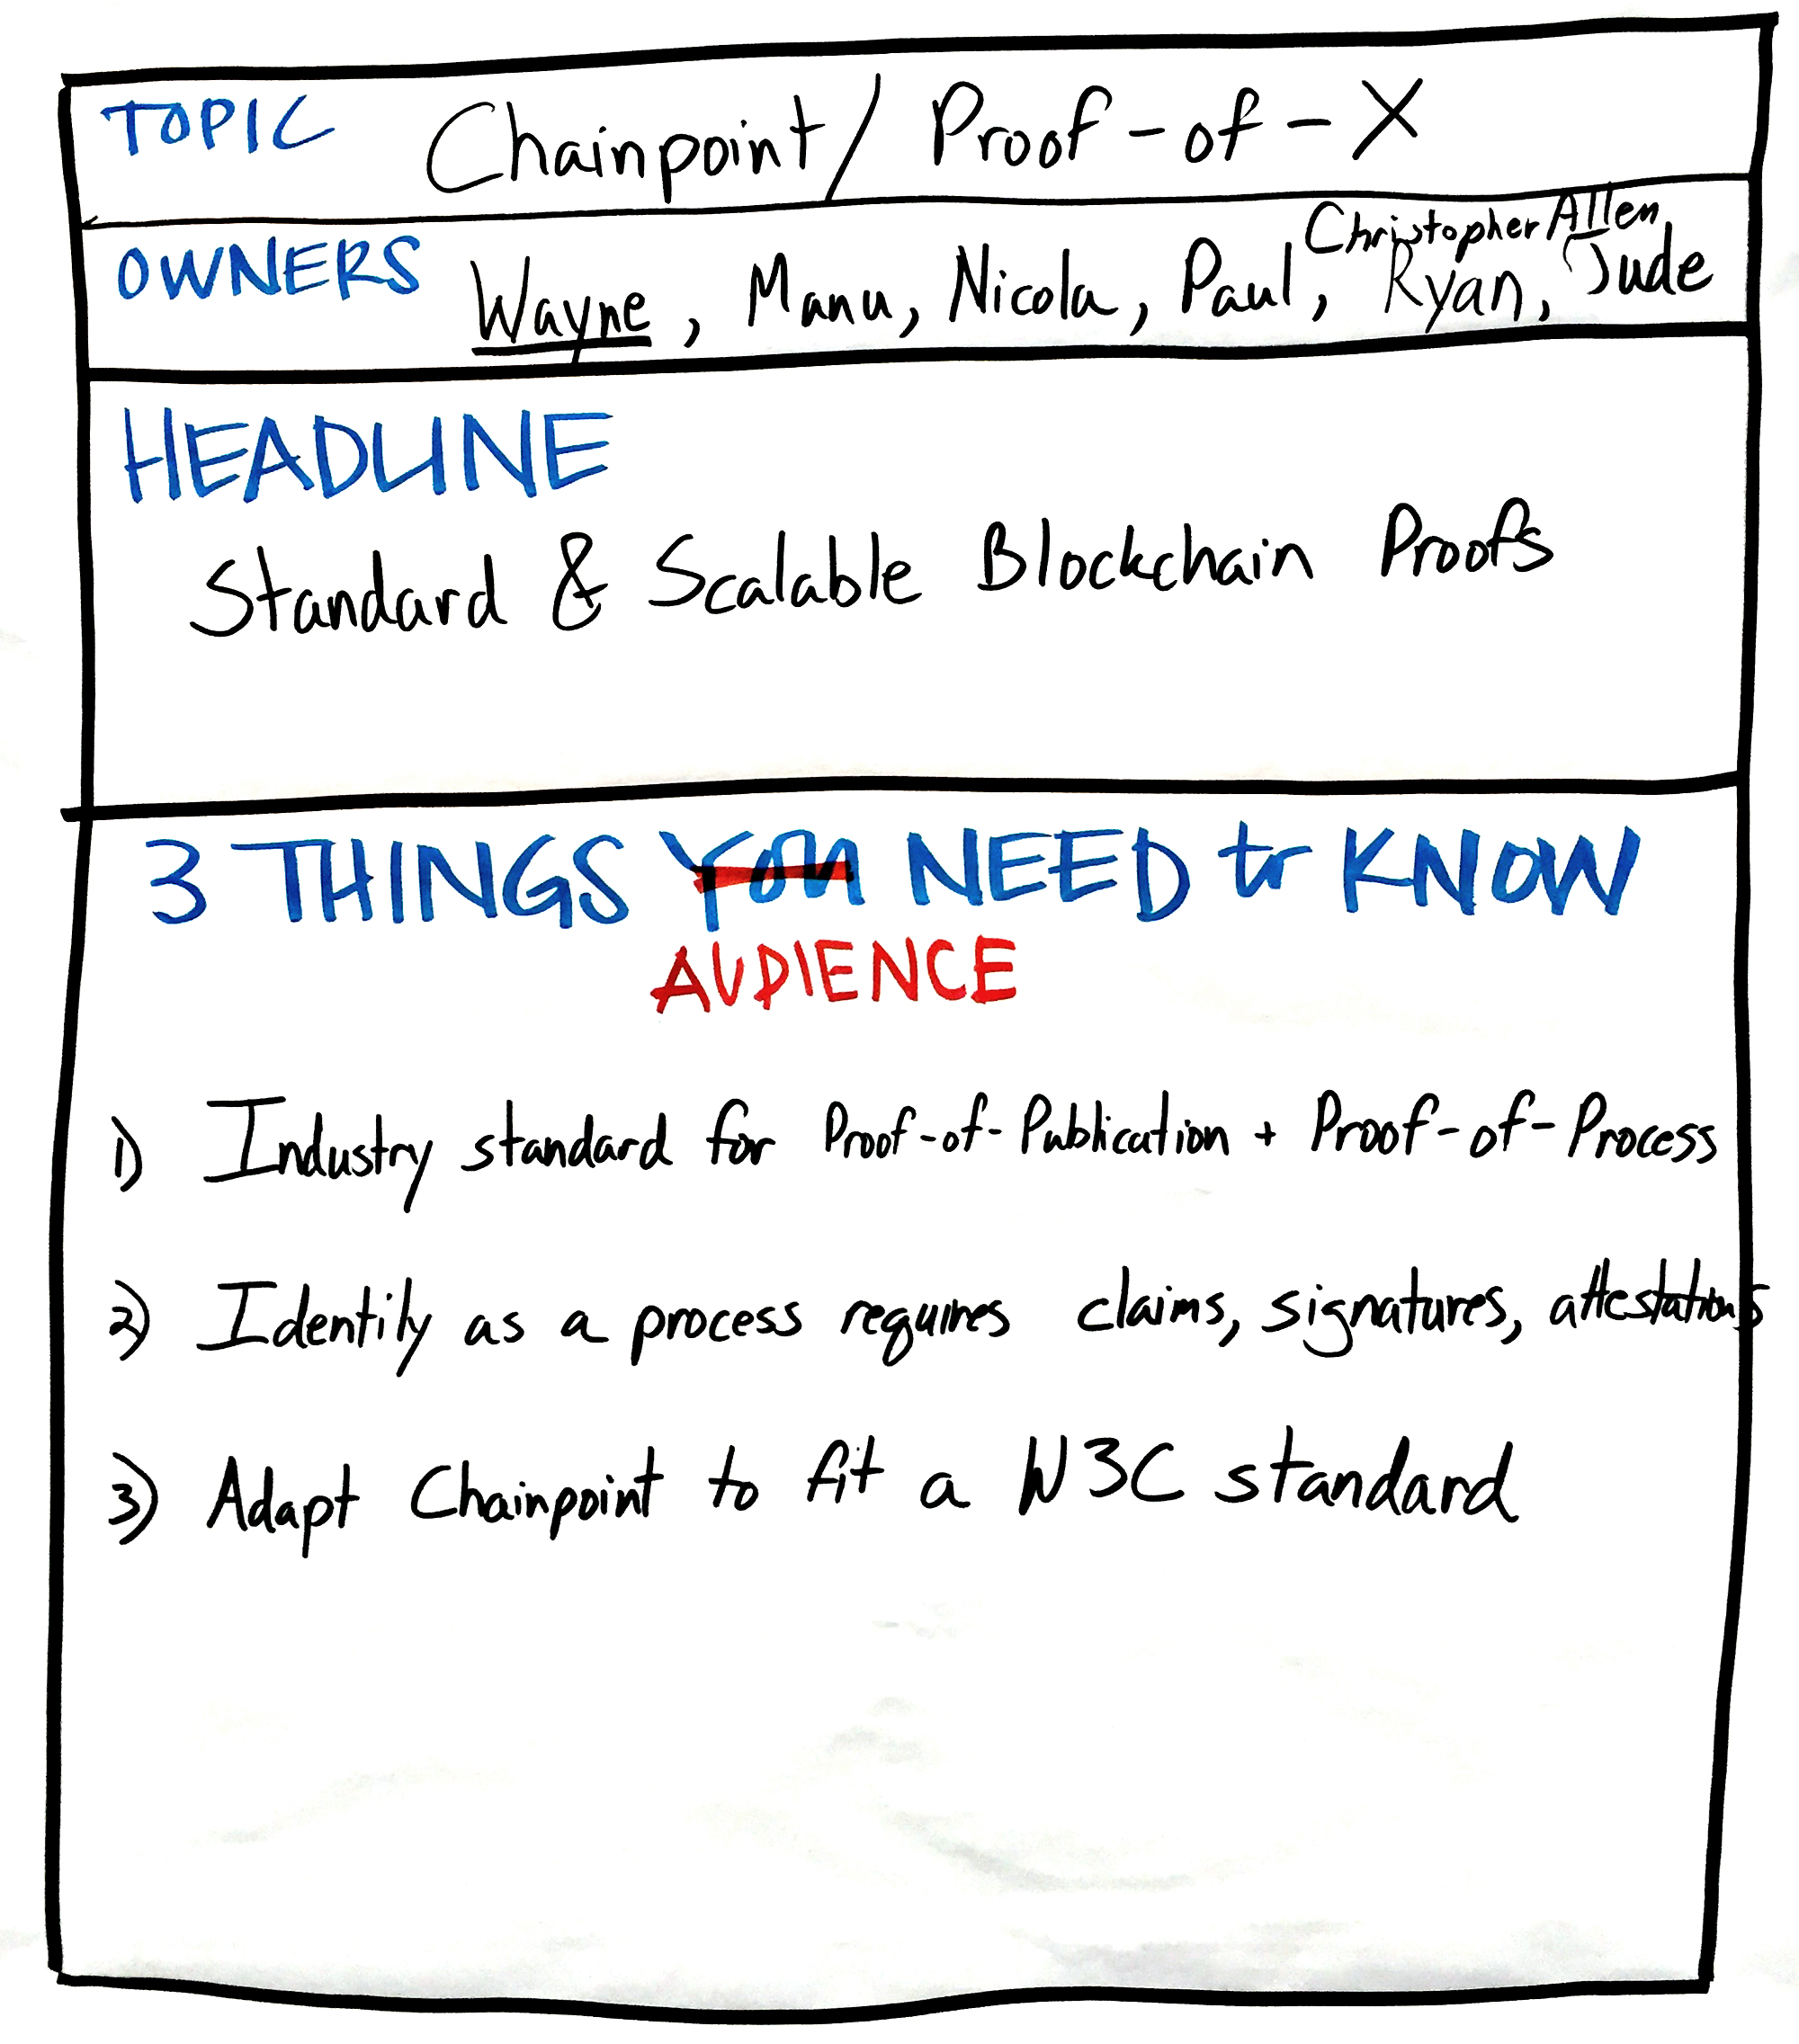 TOPIC Chainpoint / Proof-of-X
Christopher Allen,
OWNERS Wayne, Manu, Nicola, Paul, Ryan, Jude
HEADLINE
Standard & Scalable Blockchain Proofs
3 THINGS You NEED to KNOW
AUDIENCE
1) Industry standard for Proof-of-Publication + Proof-of-Process
2) Identity as a process requires claims, signatures, attestations
3) Adapt Chainpoint to fit a W3C standard